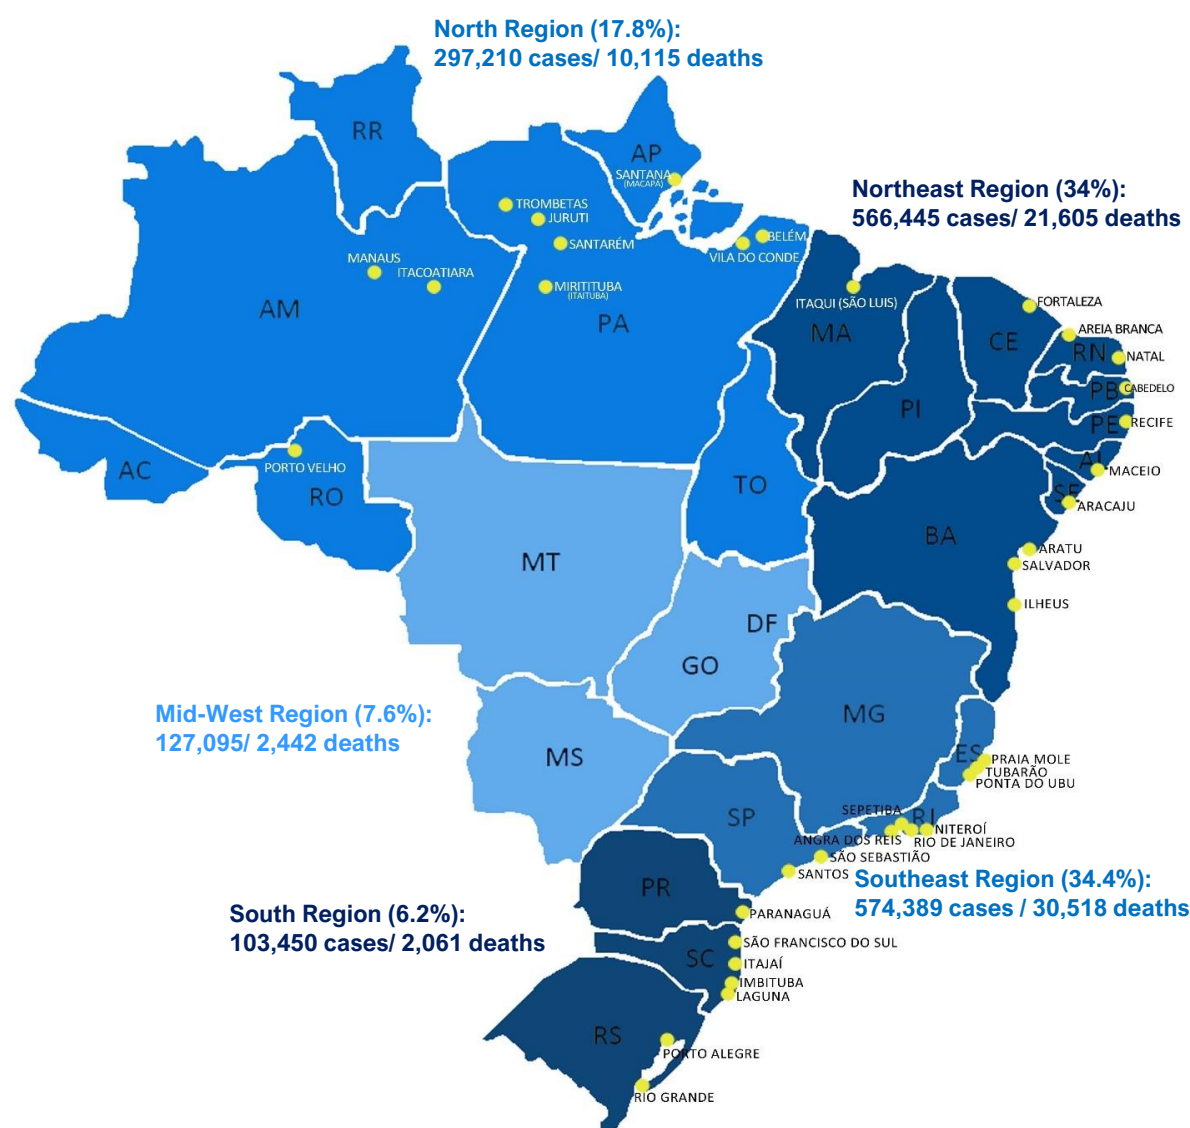 North Region (17.8%):
297,210 cases/ 10,115 deaths
RR
AP
SANTANA
(MACAPÁ)
Northeast Region (34%):
566,445 cases/ 21,605 deaths
TROMBETAS
JURUTI
SANTARÉM
BELÉM
VILA DO CONDE
MANAUS
ITACOATIARA
MIRITITUBA
(ITAITUBA)
ITAQUI (SÃO LUIS)
FORTALEZA
AM
PA
MA
CE
AREIA BRANCA
RN
NATAL
PB
CABEDELO
PI
PE
RECIFE
AC
PORTO VELHO
RO
TO
AL
MACEIO
SE
ARACAJU
BA
ARATU
SALVADOR
MT
ILHEUS
DF
GO
Mid-West Region (7.6%):
127,095/ 2,442 deaths
MG
MS
ES
PRAIA MOLE
TUBARÃO
PONTA DO UBU
SP
SEPETIBA
RJ
NITEROÍ
ANGRA DOS REIS
RIO DE JANEIRO
SÃO SEBASTIÃO
SANTOS
Southeast Region (34.4%):
574,389 cases / 30,518 deaths
PR
South Region (6.2%):
103,450 cases/ 2,061 deaths
PARANAGUÁ
SÃO FRANCISCO DO SUL
SC
ITAJAÍ
IMBITUBA
LAGUNA
RS
PORTO ALEGRE
RIO GRANDE